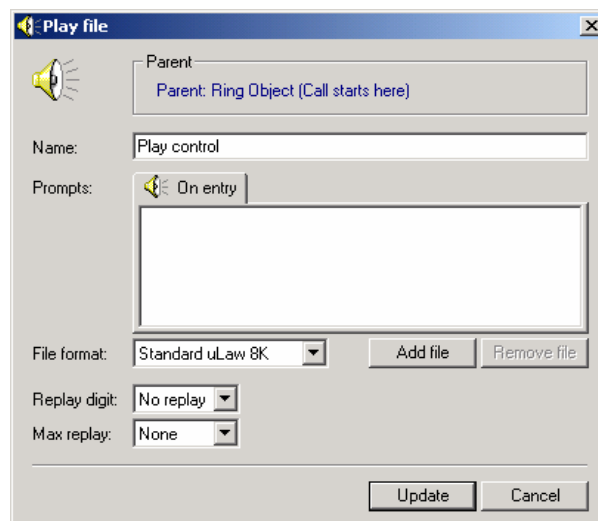 Play file
Parent
Parent: Ring Object (Call starts here)
Name: Play control
Prompts: On entry
File format: Standard uLaw 8K Add file Remove file
Replay digit: No replay
Max replay: None
Update Cancel